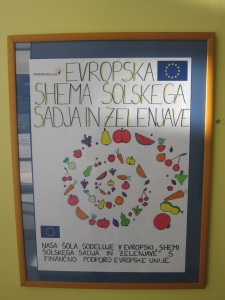 EVROPSKA
SHEMA ŠOLSKEGA
SADJA IN ZELENJAVE
NAŠA ŠOLA SODELUJE V EVROPSKI „SHEMI
ŠOLSKEGA SADJA IN ZELENJAVE“ S
FINANČNO PODPORO EVROPSKE UNIJE.